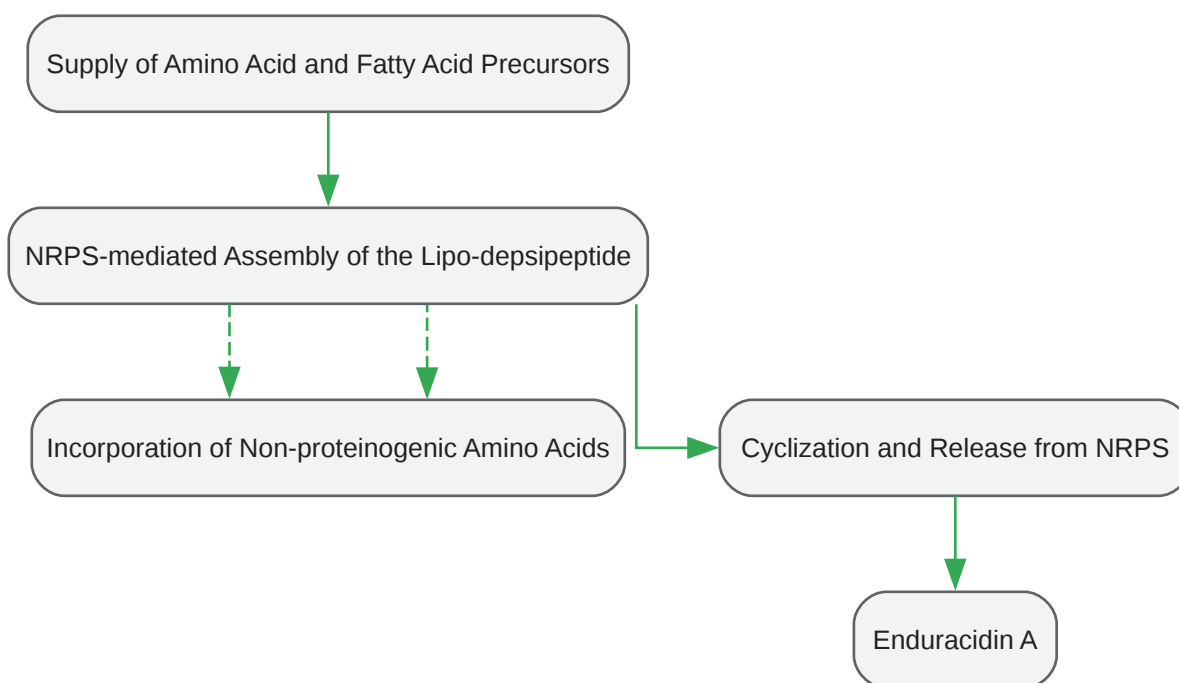 Supply of Amino Acid and Fatty Acid Precursors
NRPS-mediated Assembly of the Lipo-depsipeptide
Incorporation of Non-proteinogenic Amino Acids
Cyclization and Release from NRPS
Enduracidin A